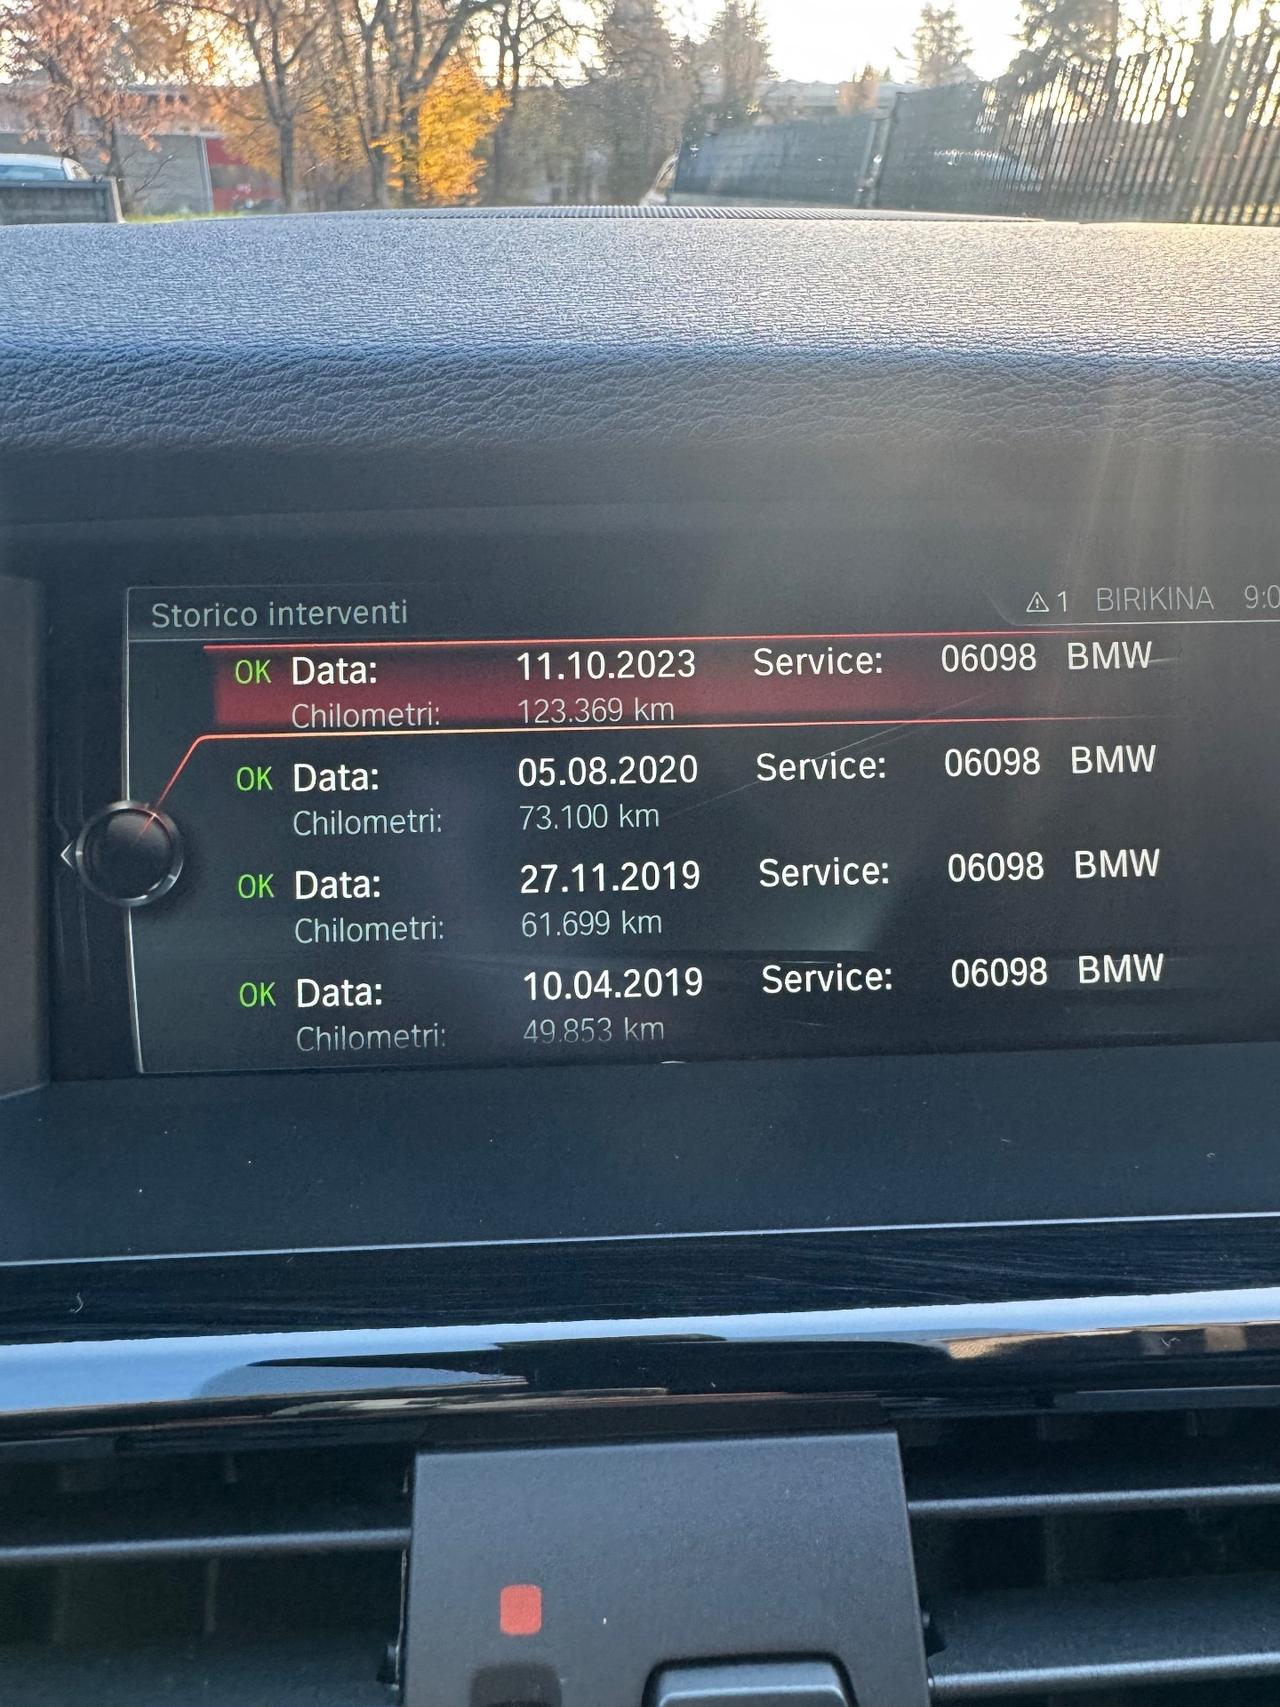 Storico interventi
1 BIRIKINA 9:0
OK Data: 11.10.2023 Service: 06098 BMW
Chilometri: 123.369 km
OK Data: 05.08.2020 Service: 06098 BMW
Chilometri: 73.100 km
OK Data: 27.11.2019 Service: 06098 BMW
Chilometri: 61.699 km
OK Data: 10.04.2019 Service: 06098 BMW
Chilometri: 49.853 km